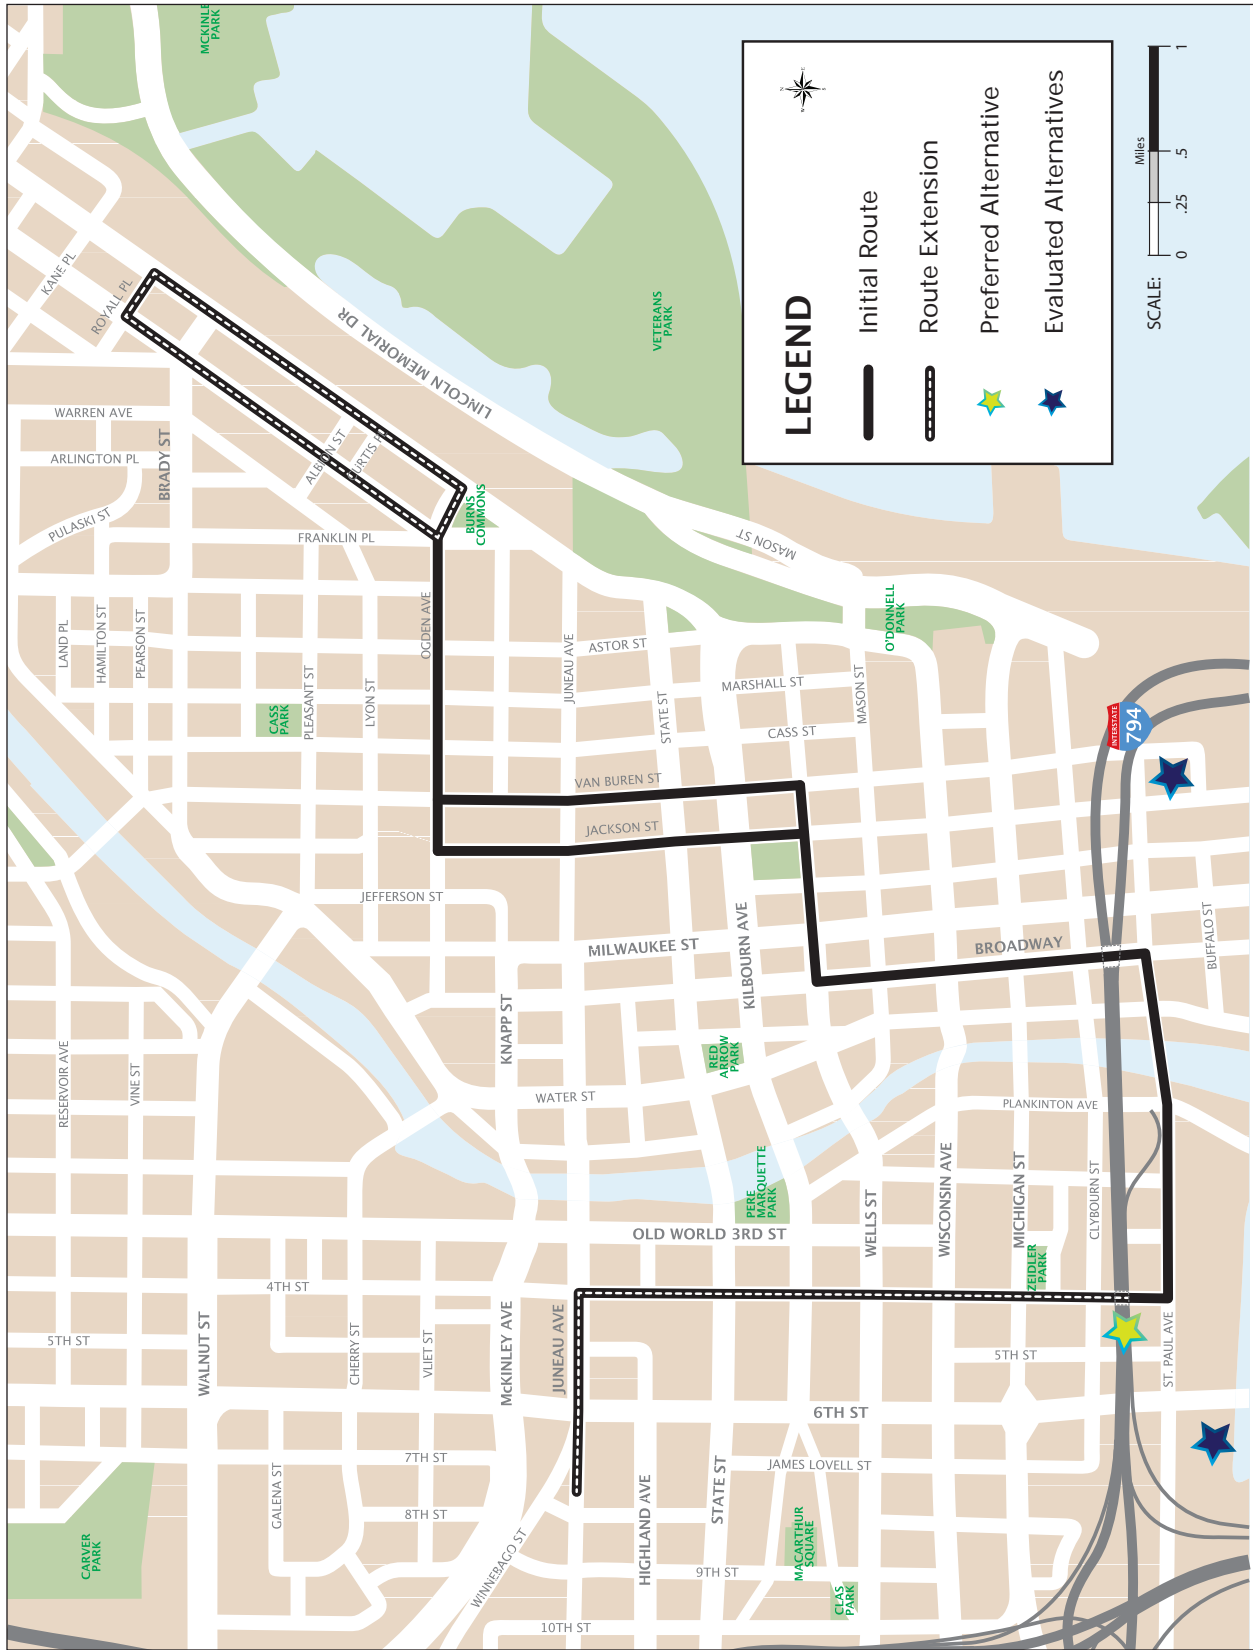 MCKINLE
PARK
KANE PL
ROYALL PL
WARREN AVE
ARLINGTON PL
BRADY ST
PULASKI ST
ALBION ST
FRANKLIN PL
BURNS
COMMONS
LINCOLN MEMORIAL DR
VETERANS
PARK
MASON ST
O'DONNELL
PARK
LAND PL
HAMILTON ST
PEARSON ST
OGDEN AVE
JUNEAU AVE
ASTOR ST
CASS
PARK
PLEASANT ST
LYON ST
STATE ST
MARSHALL ST
MASON ST
CASS ST
VAN BUREN ST
JACKSON ST
JEFFERSON ST
MILWAUKEE ST
KILBOURN AVE
BROADWAY
BUFFALO ST
INTERSTATE
794
KNAPP ST
RED
ARROW
PARK
RESERVOIR AVE
VINE ST
WATER ST
PLANKINTON AVE
PERE
MARQUETTE
PARK
OLD WORLD 3RD ST
WELLS ST
WISCONSIN AVE
MICHIGAN ST
CLYBOURN ST
ZEIDLER
PARK
4TH ST
5TH ST
WALNUT ST
CHERRY ST
VLIET ST
McKINLEY AVE
JUNEAU AVE
5TH ST
ST. PAUL AVE
6TH ST
7TH ST
JAMES LOVELL ST
GALENA ST
8TH ST
STATE ST
HIGHLAND AVE
CARVER
PARK
WINNEBAGO ST
9TH ST
MACARTHUR
SQUARE
CLAS
PARK
10TH ST
LEGEND
N
E
S
Initial Route
Route Extension
Preferred Alternative
Evaluated Alternatives
SCALE:
Miles
0
.25
.5
1